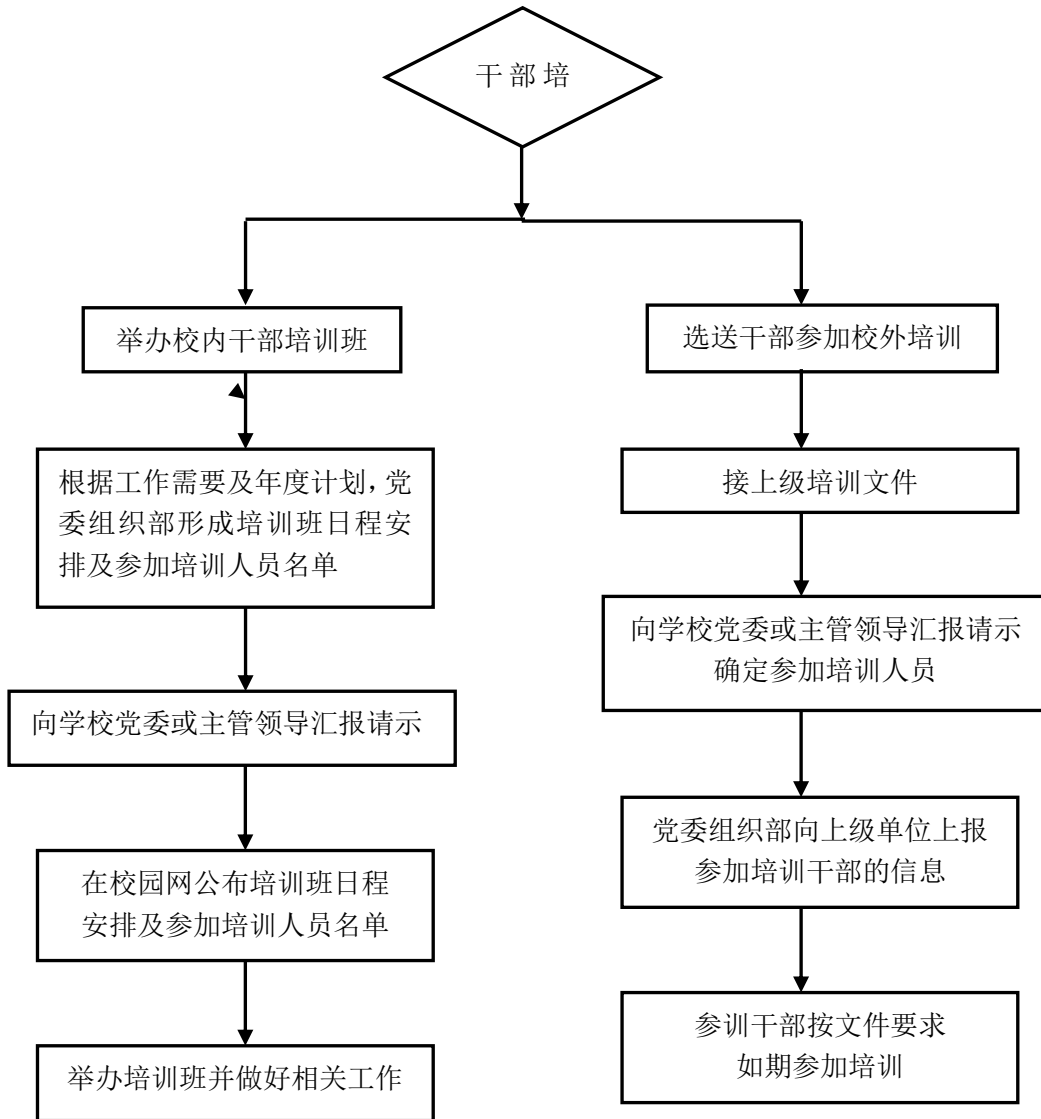 干部培
举办校内干部培训班
根据工作需要及年度计划，党
委组织部形成培训班日程安
排及参加培训人员名单
向学校党委或主管领导汇报请示
在校园网公布培训班日程
安排及参加培训人员名单
举办培训班并做好相关工作
选送干部参加校外培训
接上级培训文件
向学校党委或主管领导汇报请示
确定参加培训人员
党委组织部向上级单位上报
参加培训干部的信息
参训干部按文件要求
如期参加培训